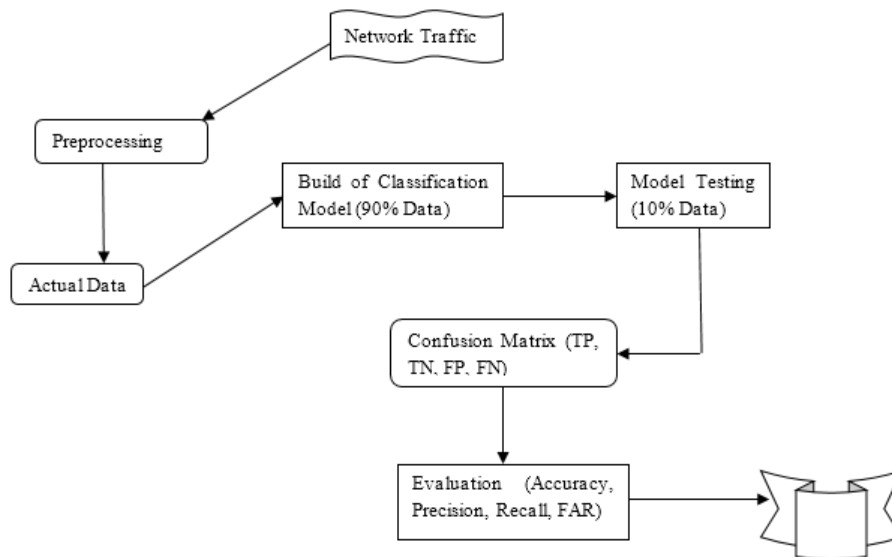 Network Traffic
Preprocessing
Build of Classification
Model (90% Data)
Model Testing
(10% Data)
Actual Data
Confusion Matrix (TP,
TN, FP, FN)
Evaluation (Accuracy,
Precision, Recall, FAR)